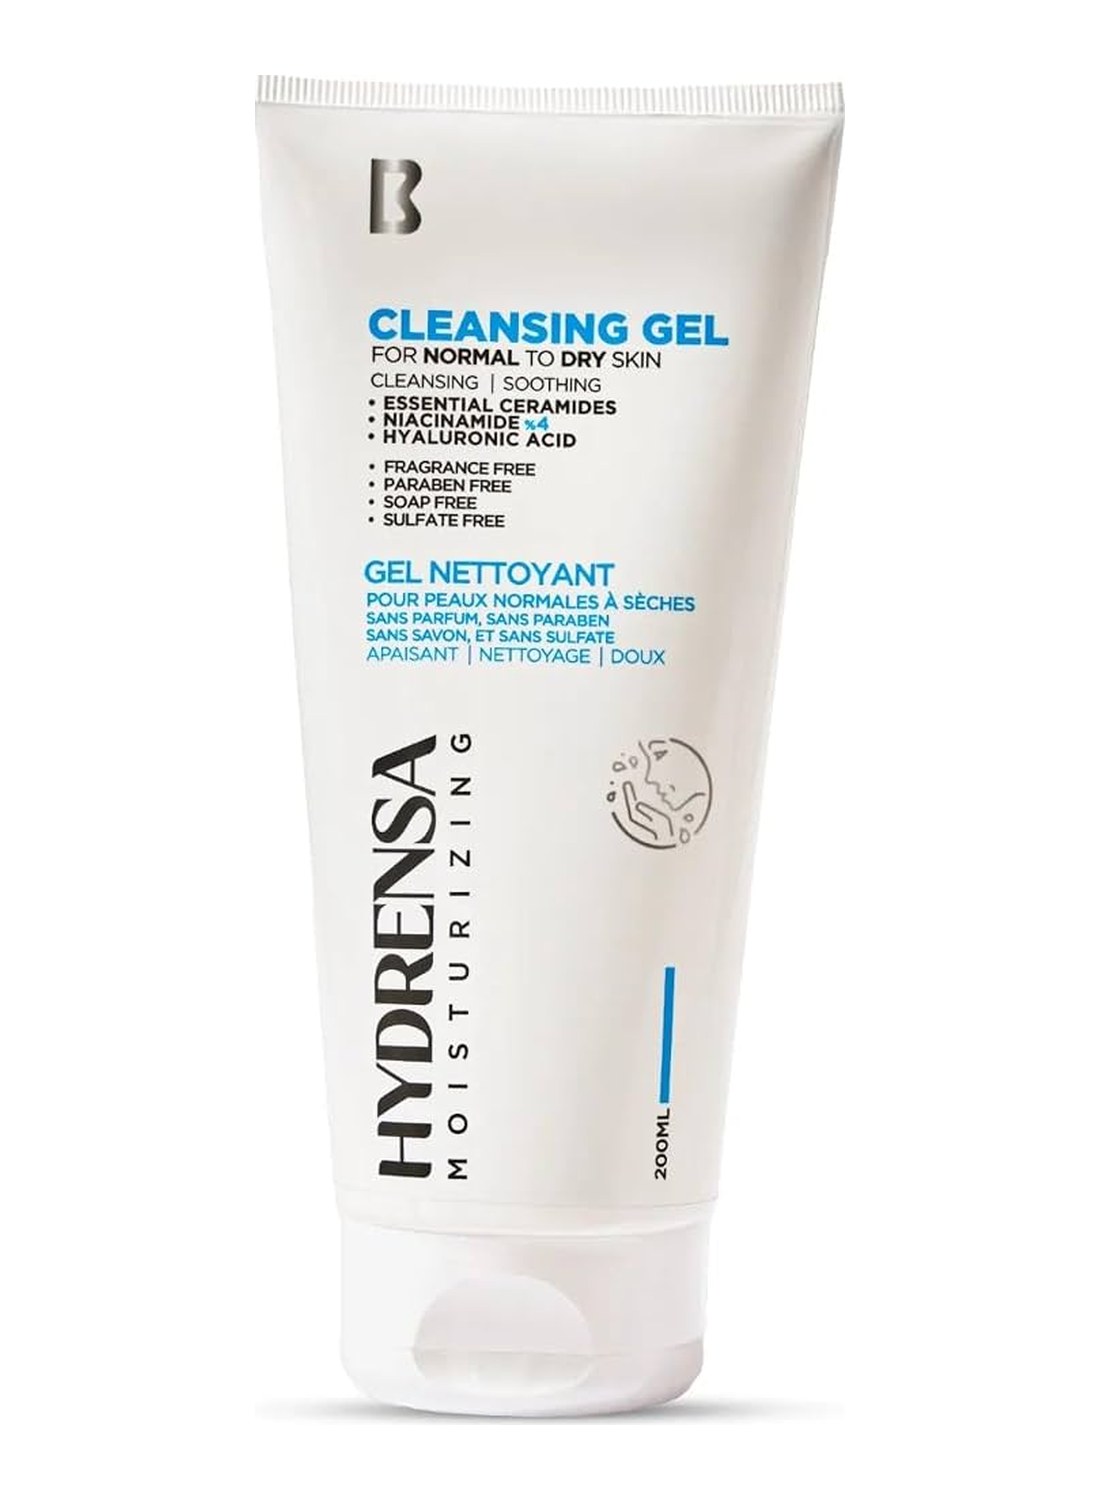 B
CLEANSING GEL
FOR NORMAL TO DRY SKIN
CLEANSING | SOOTHING
• ESSENTIAL CERAMIDES
• NIACINAMIDE %4
• HYALURONIC ACID
• FRAGRANCE FREE
• PARABEN FREE
• SOAP FREE
• SULFATE FREE
GEL NETTOYANT
POUR PEAUX NORMALES À SÈCHES
SANS PARFUM, SANS PARABEN
SANS SAVON, ET SANS SULFATE
APAISANT | NETTOYAGE | DOUX
HYDRENSA
MOISTURIZING
200ML